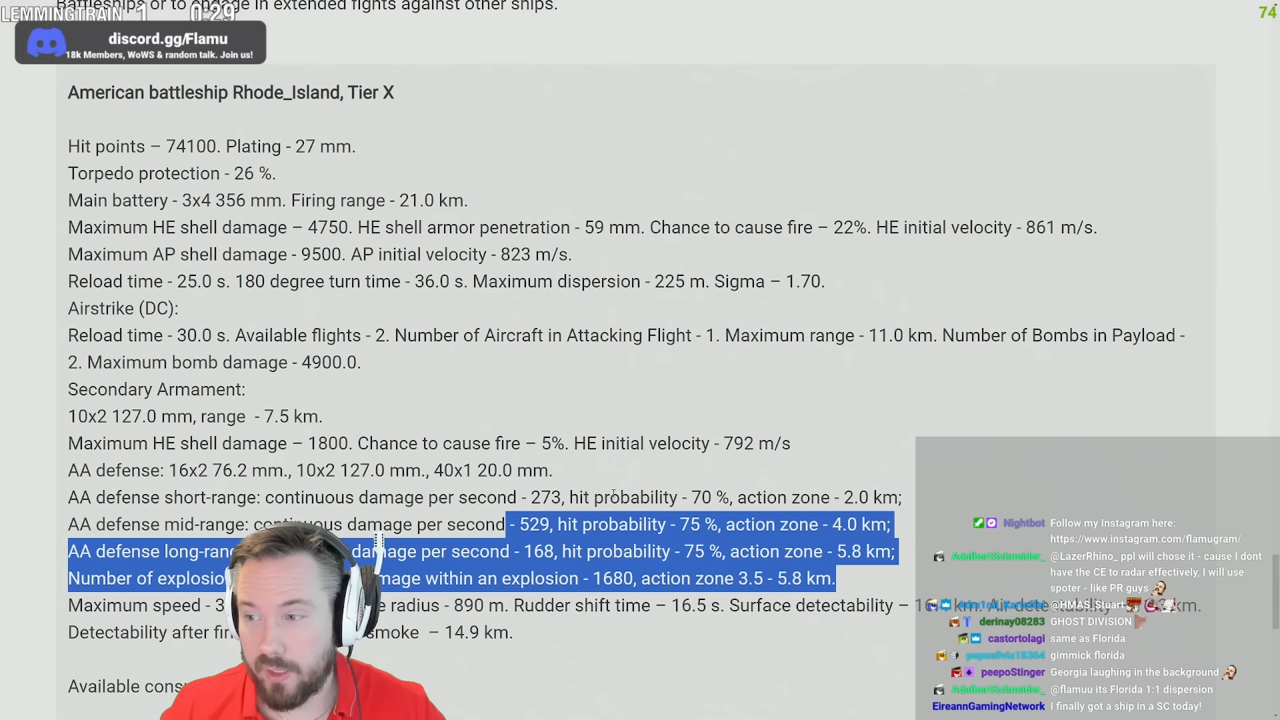 Battleships or to engage in extended fights against other ships.
LEMMINGTRAIN 1 0:29
74
discord.gg/Flamu
18k Members, WoWS & random talk. Join us!
American battleship Rhode_Island, Tier X
Hit points – 74100. Plating - 27 mm.
Torpedo protection - 26 %.
Main battery - 3x4 356 mm. Firing range - 21.0 km.
Maximum HE shell damage – 4750. HE shell armor penetration - 59 mm. Chance to cause fire – 22%. HE initial velocity - 861 m/s.
Maximum AP shell damage - 9500. AP initial velocity - 823 m/s.
Reload time - 25.0 s. 180 degree turn time - 36.0 s. Maximum dispersion - 225 m. Sigma – 1.70.
Airstrike (DC):
Reload time - 30.0 s. Available flights - 2. Number of Aircraft in Attacking Flight - 1. Maximum range - 11.0 km. Number of Bombs in Payload -
2. Maximum bomb damage - 4900.0.
Secondary Armament:
10x2 127.0 mm, range - 7.5 km.
Maximum HE shell damage – 1800. Chance to cause fire – 5%. HE initial velocity - 792 m/s
AA defense: 16x2 76.2 mm., 10x2 127.0 mm., 40x1 20.0 mm.
AA defense short-range: continuous damage per second - 273, hit probability - 70 %, action zone - 2.0 km;
AA defense mid-range: continuous damage per second - 529, hit probability - 75 %, action zone - 4.0 km;
AA defense long-ran damage per second - 168, hit probability - 75 %, action zone - 5.8 km;
Number of explosio mage within an explosion - 1680, action zone 3.5 - 5.8 km.
Maximum speed - 3 radius - 890 m. Rudder shift time – 16.5 s. Surface detectability – km.
Detectability after fir smoke – 14.9 km.
Available cons
Nightbot Follow my Instagram here:
https://www.instagram.com/flamugram/
AdalbertSchneider_ @LazerRhino_ ppl will chose it - cause I dont
have the CE to radar effectively, I will use
spoter - like PR guys
@HMAS_Stuart
derinay08283 GHOST DIVISION
castortolagi same as Florida
gimmick florida
peepoStinger Georgia laughing in the background
AdalbertSchneider_ @flamuu its Florida 1:1 dispersion
EireannGamingNetwork I finally got a ship in a SC today!